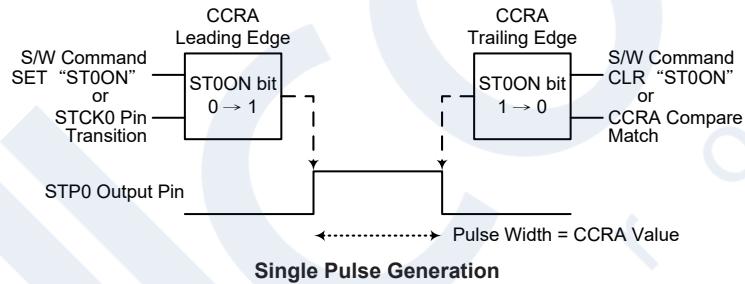 CCRA
Leading Edge
CCRA
Trailing Edge
S/W Command
SET “ST0ON”
or
STCK0 Pin
Transition
ST0ON bit
0 → 1
ST0ON bit
1 → 0
S/W Command
CLR “ST0ON”
or
CCRA Compare
Match
STP0 Output Pin
Pulse Width = CCRA Value
Single Pulse Generation